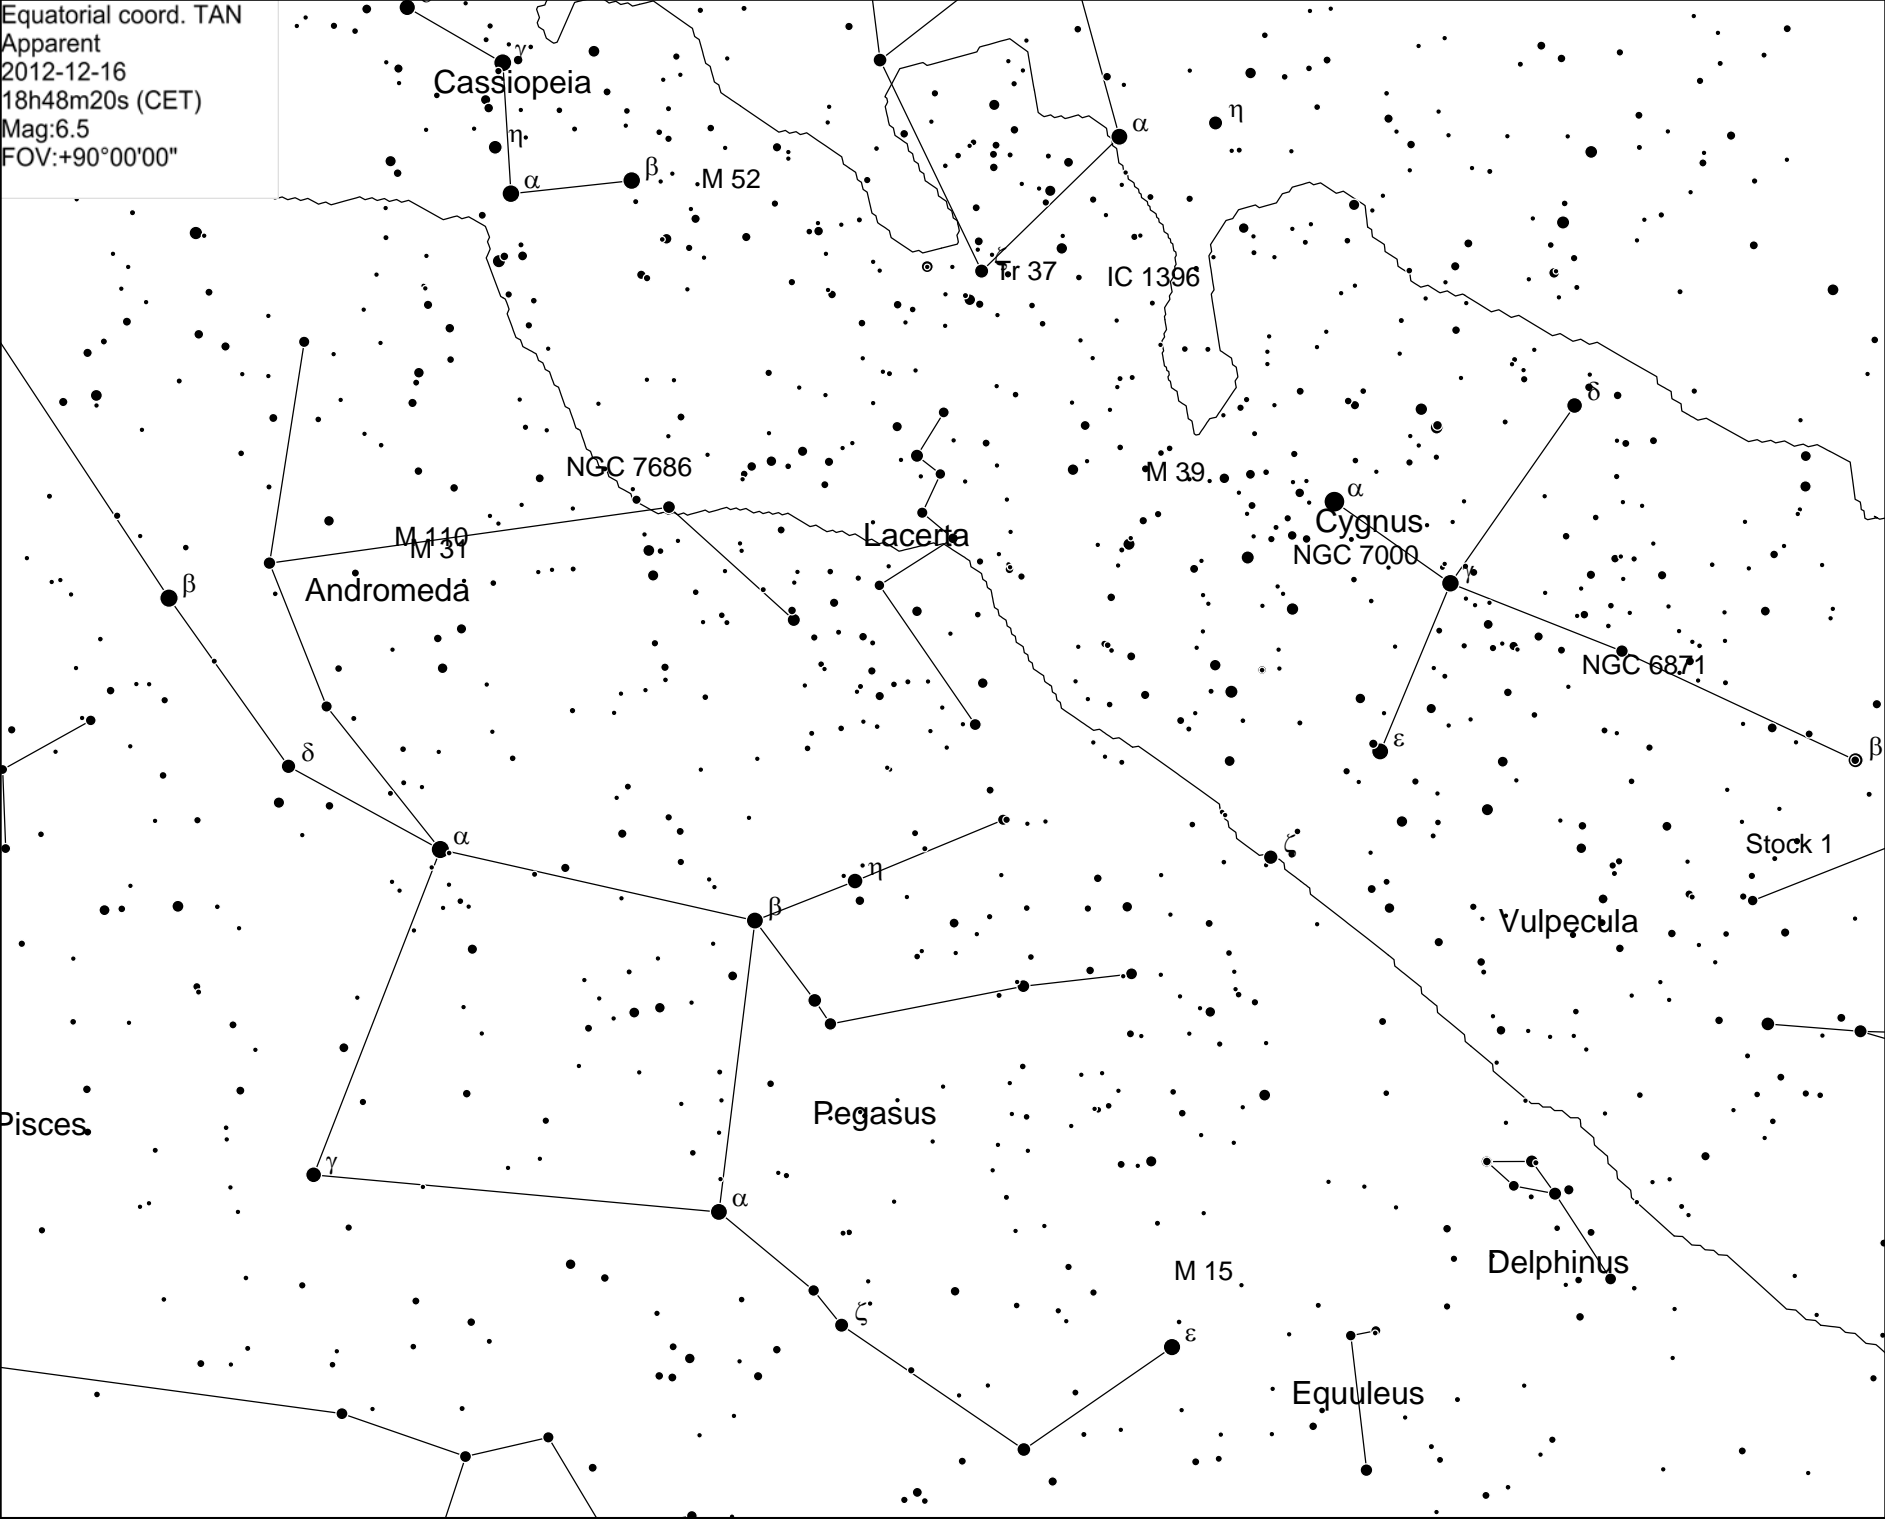 Equatorial coord. TAN
Apparent
2012-12-16
18h48m20s (CET)
Mag:6.5
FOV:+90°00'00"
γ
Cassiopeia
η
α
β
M 52
α
η
ζ
Tr 37
IC 1396
δ
NGC 7686
M 39
α
Cygnus
NGC 7000
M 110
M 31
Lacerta
Andromeda
β
γ
NGC 6871
δ
ε
β
α
ζ
Stock 1
η
β
Vulpecula
Pisces
Pegasus
γ
α
M 15
Delphinus
ζ
ε
Equuleus